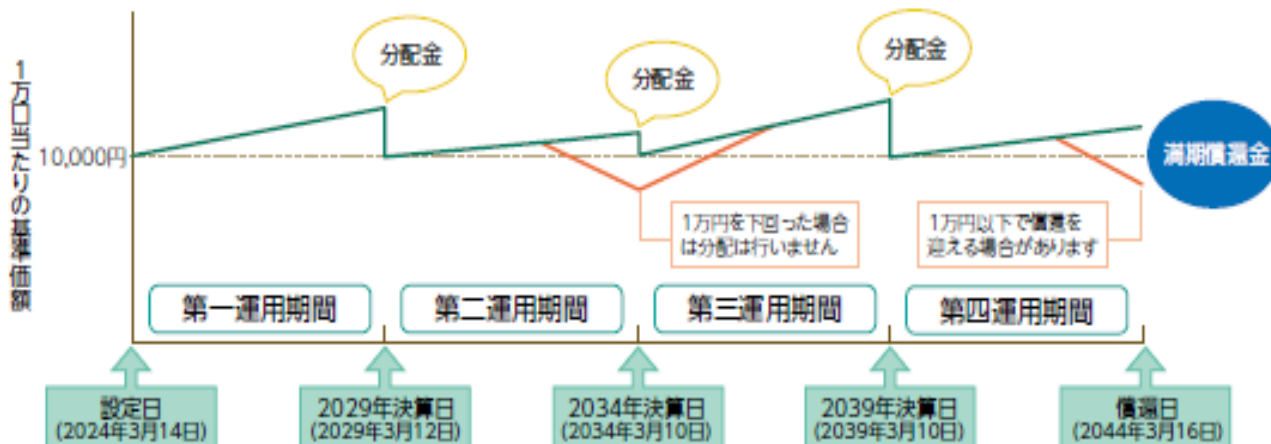 1万口当たりの基準価額
10,000円
分配金
分配金
分配金
満期償還金
1万円を下回った場合
は分配は行いません
1万円以下で償還を
迎える場合があります
第一運用期間
第二運用期間
第三運用期間
第四運用期間
設定日
(2024年3月14日)
2029年決算日
(2029年3月12日)
2034年決算日
(2034年3月10日)
2039年決算日
(2039年3月10日)
償還日
(2044年3月16日)